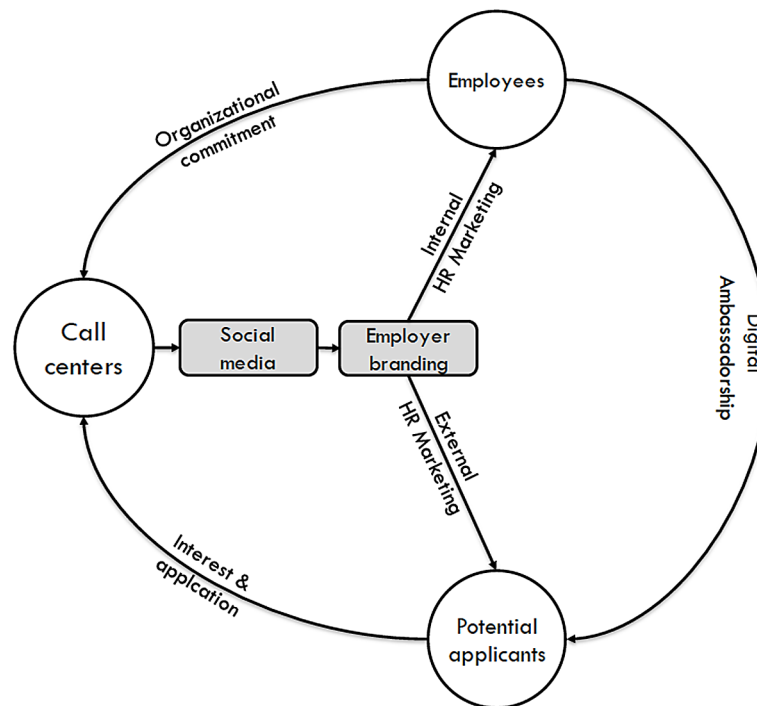 Employees
Organizational
commitment
Internal
HR Marketing
Call
centers
Social
media
Employer
branding
Digital
Ambassadorship
External
HR Marketing
Interest &
applcation
Potential
applicants